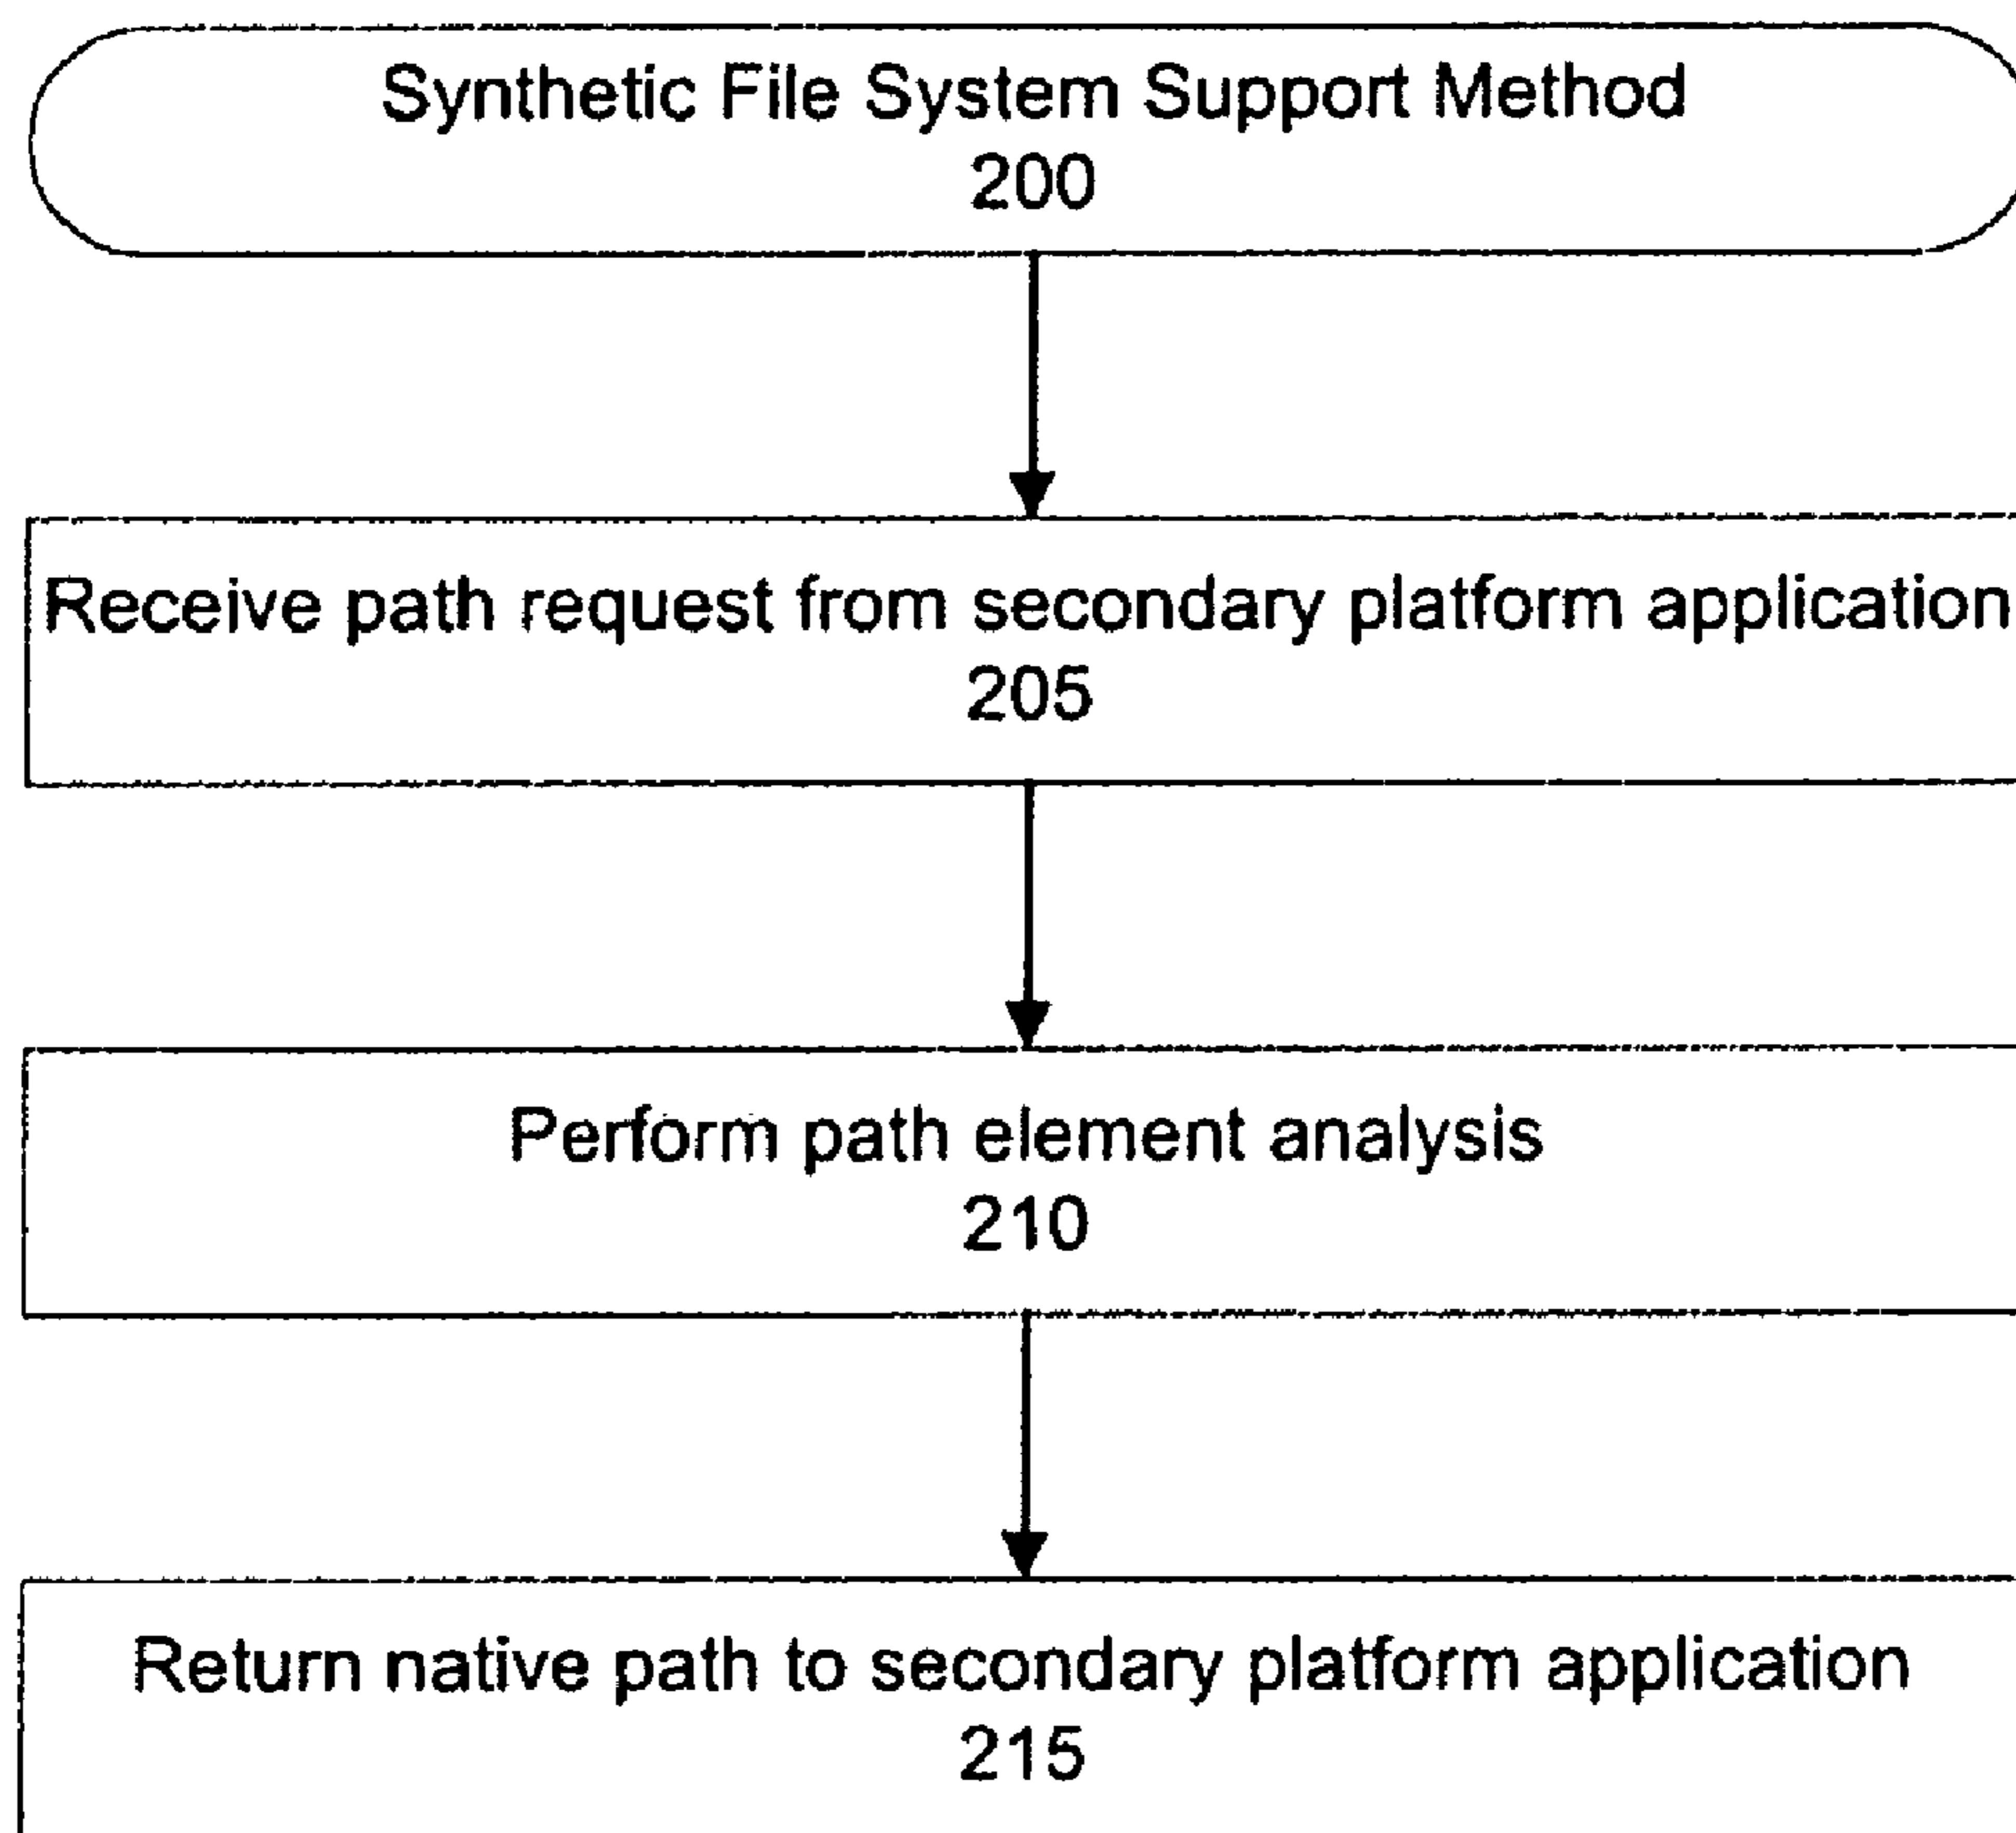 Synthetic File System Support Method
200
Receive path request from secondary platform application
205
Perform path element analysis
210
Return native path to secondary platform application
215